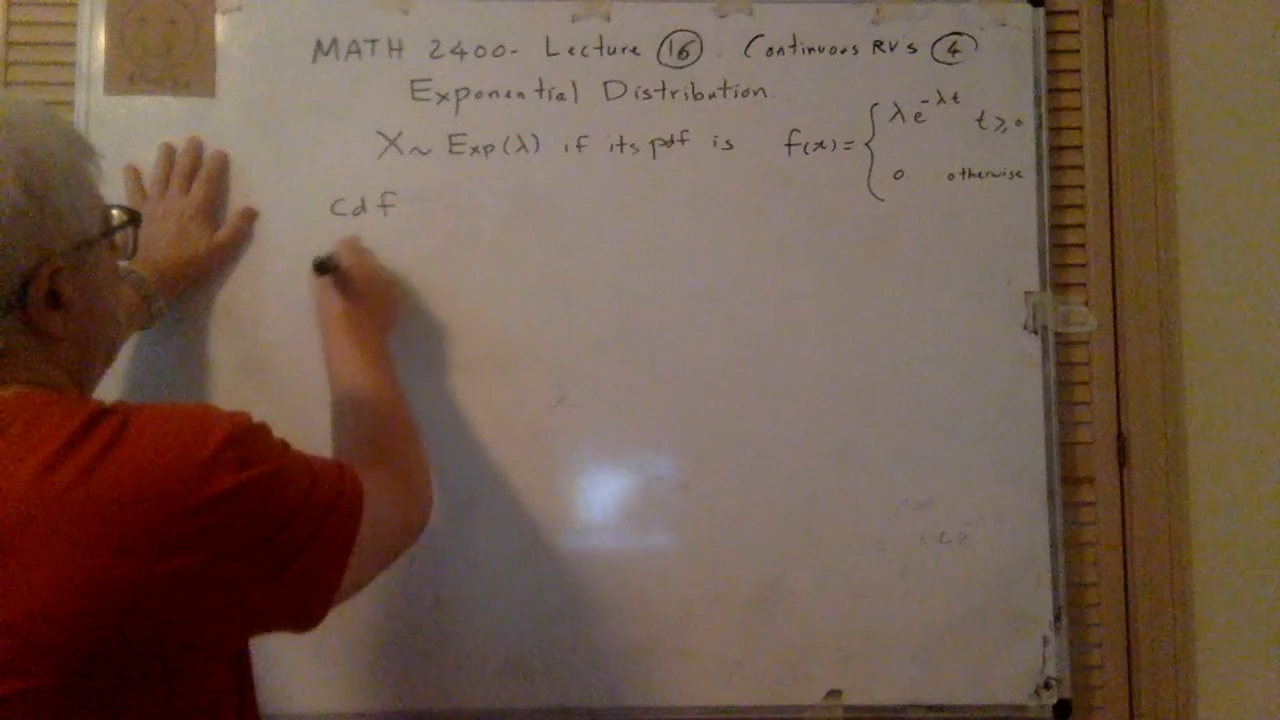 MATH 2400- Lecture 16. Continuous RV's 4
Exponential Distribution.
X~ Exp(λ) if its pdf is f(x)= { λe^-λt t≥0
0 otherwise
cdf